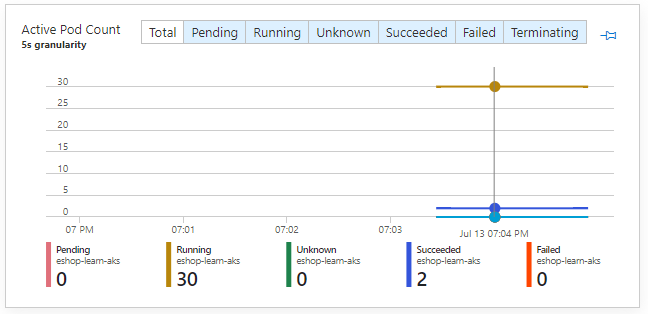 Active Pod Count
5s granularity
Total Pending Running Unknown Succeeded Failed Terminating
30
25
20
15
10
5
0
07 PM 07:01 07:02 07:03 Jul 13 07:04 PM
Pending
eshop-learn-aks
0
Running
eshop-learn-aks
30
Unknown
eshop-learn-aks
0
Succeeded
eshop-learn-aks
2
Failed
eshop-learn-aks
0